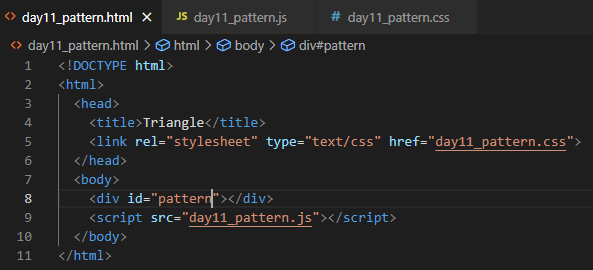 day11_pattern.html × JS day11_pattern.js # day11_pattern.css
day11_pattern.html > html > body > div#pattern
1 <!DOCTYPE html>
2 <html>
3 <head>
4 <title>Triangle</title>
5 <link rel="stylesheet" type="text/css" href="day11_pattern.css">
6 </head>
7 <body>
8 <div id="pattern"></div>
9 <script src="day11_pattern.js"></script>
10 </body>
11 </html>